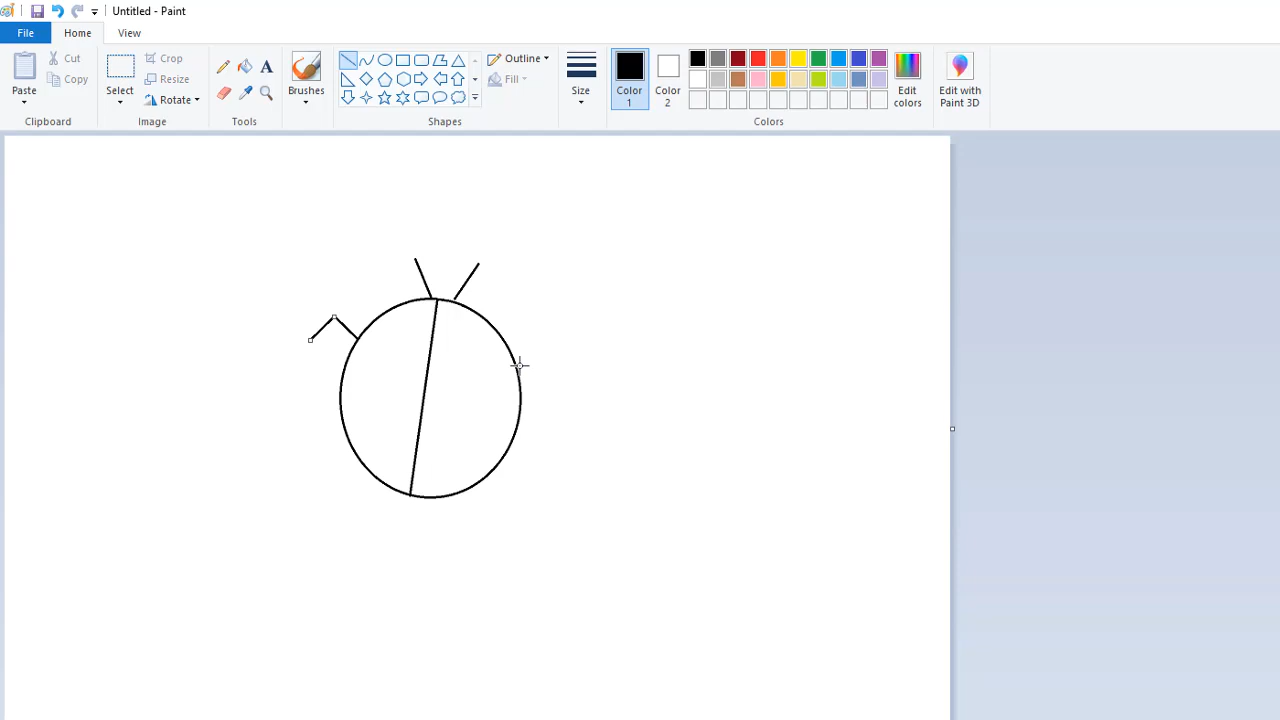 Untitled - Paint
File Home View
Paste
Cut
Copy
Clipboard
Select
Crop
Resize
Rotate
Image
A
Tools
Brushes
Outline
Fill
Shapes
Size
Color 1
Color 2
Edit colors
Colors
Edit with Paint 3D